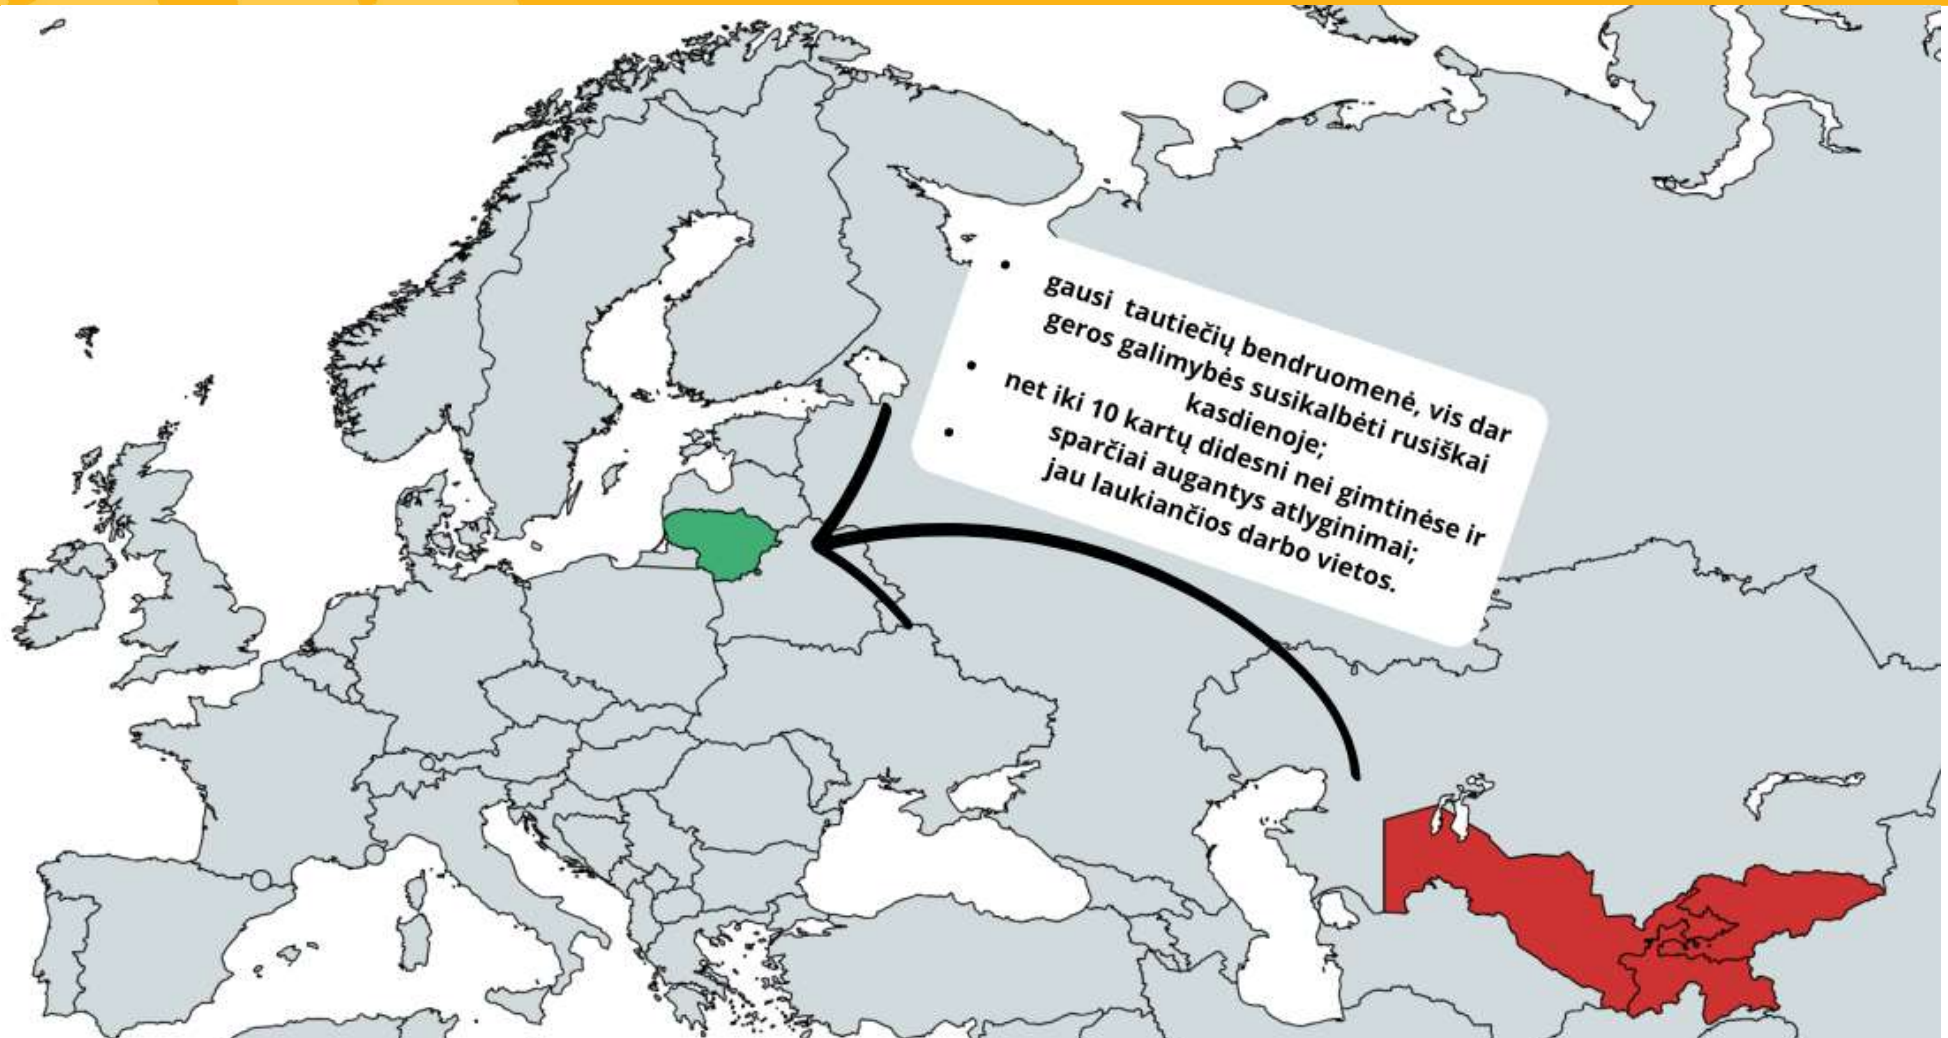 • gausi tautiečių bendruomenė, vis dar
geros galimybės susikalbėti rusiškai
kasdienoje;
• net iki 10 kartų didesni nei gimtinėse ir
• sparčiai augantys atlyginimai;
jau laukiančios darbo vietos.